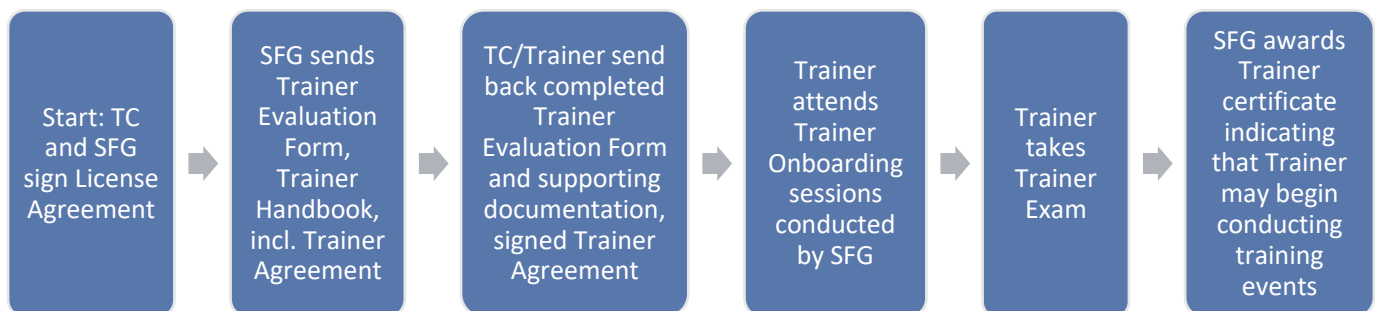 Start: TC
and SFG
sign License
Agreement
SFG sends
Trainer
Evaluation
Form,
Trainer
Handbook,
incl. Trainer
Agreement
TC/Trainer send
back completed
Trainer
Evaluation Form
and supporting
documentation,
signed Trainer
Agreement
Trainer
attends
Trainer
Onboarding
sessions
conducted
by SFG
Trainer
takes
Trainer
Exam
SFG awards
Trainer
certificate
indicating
that Trainer
may begin
conducting
training
events